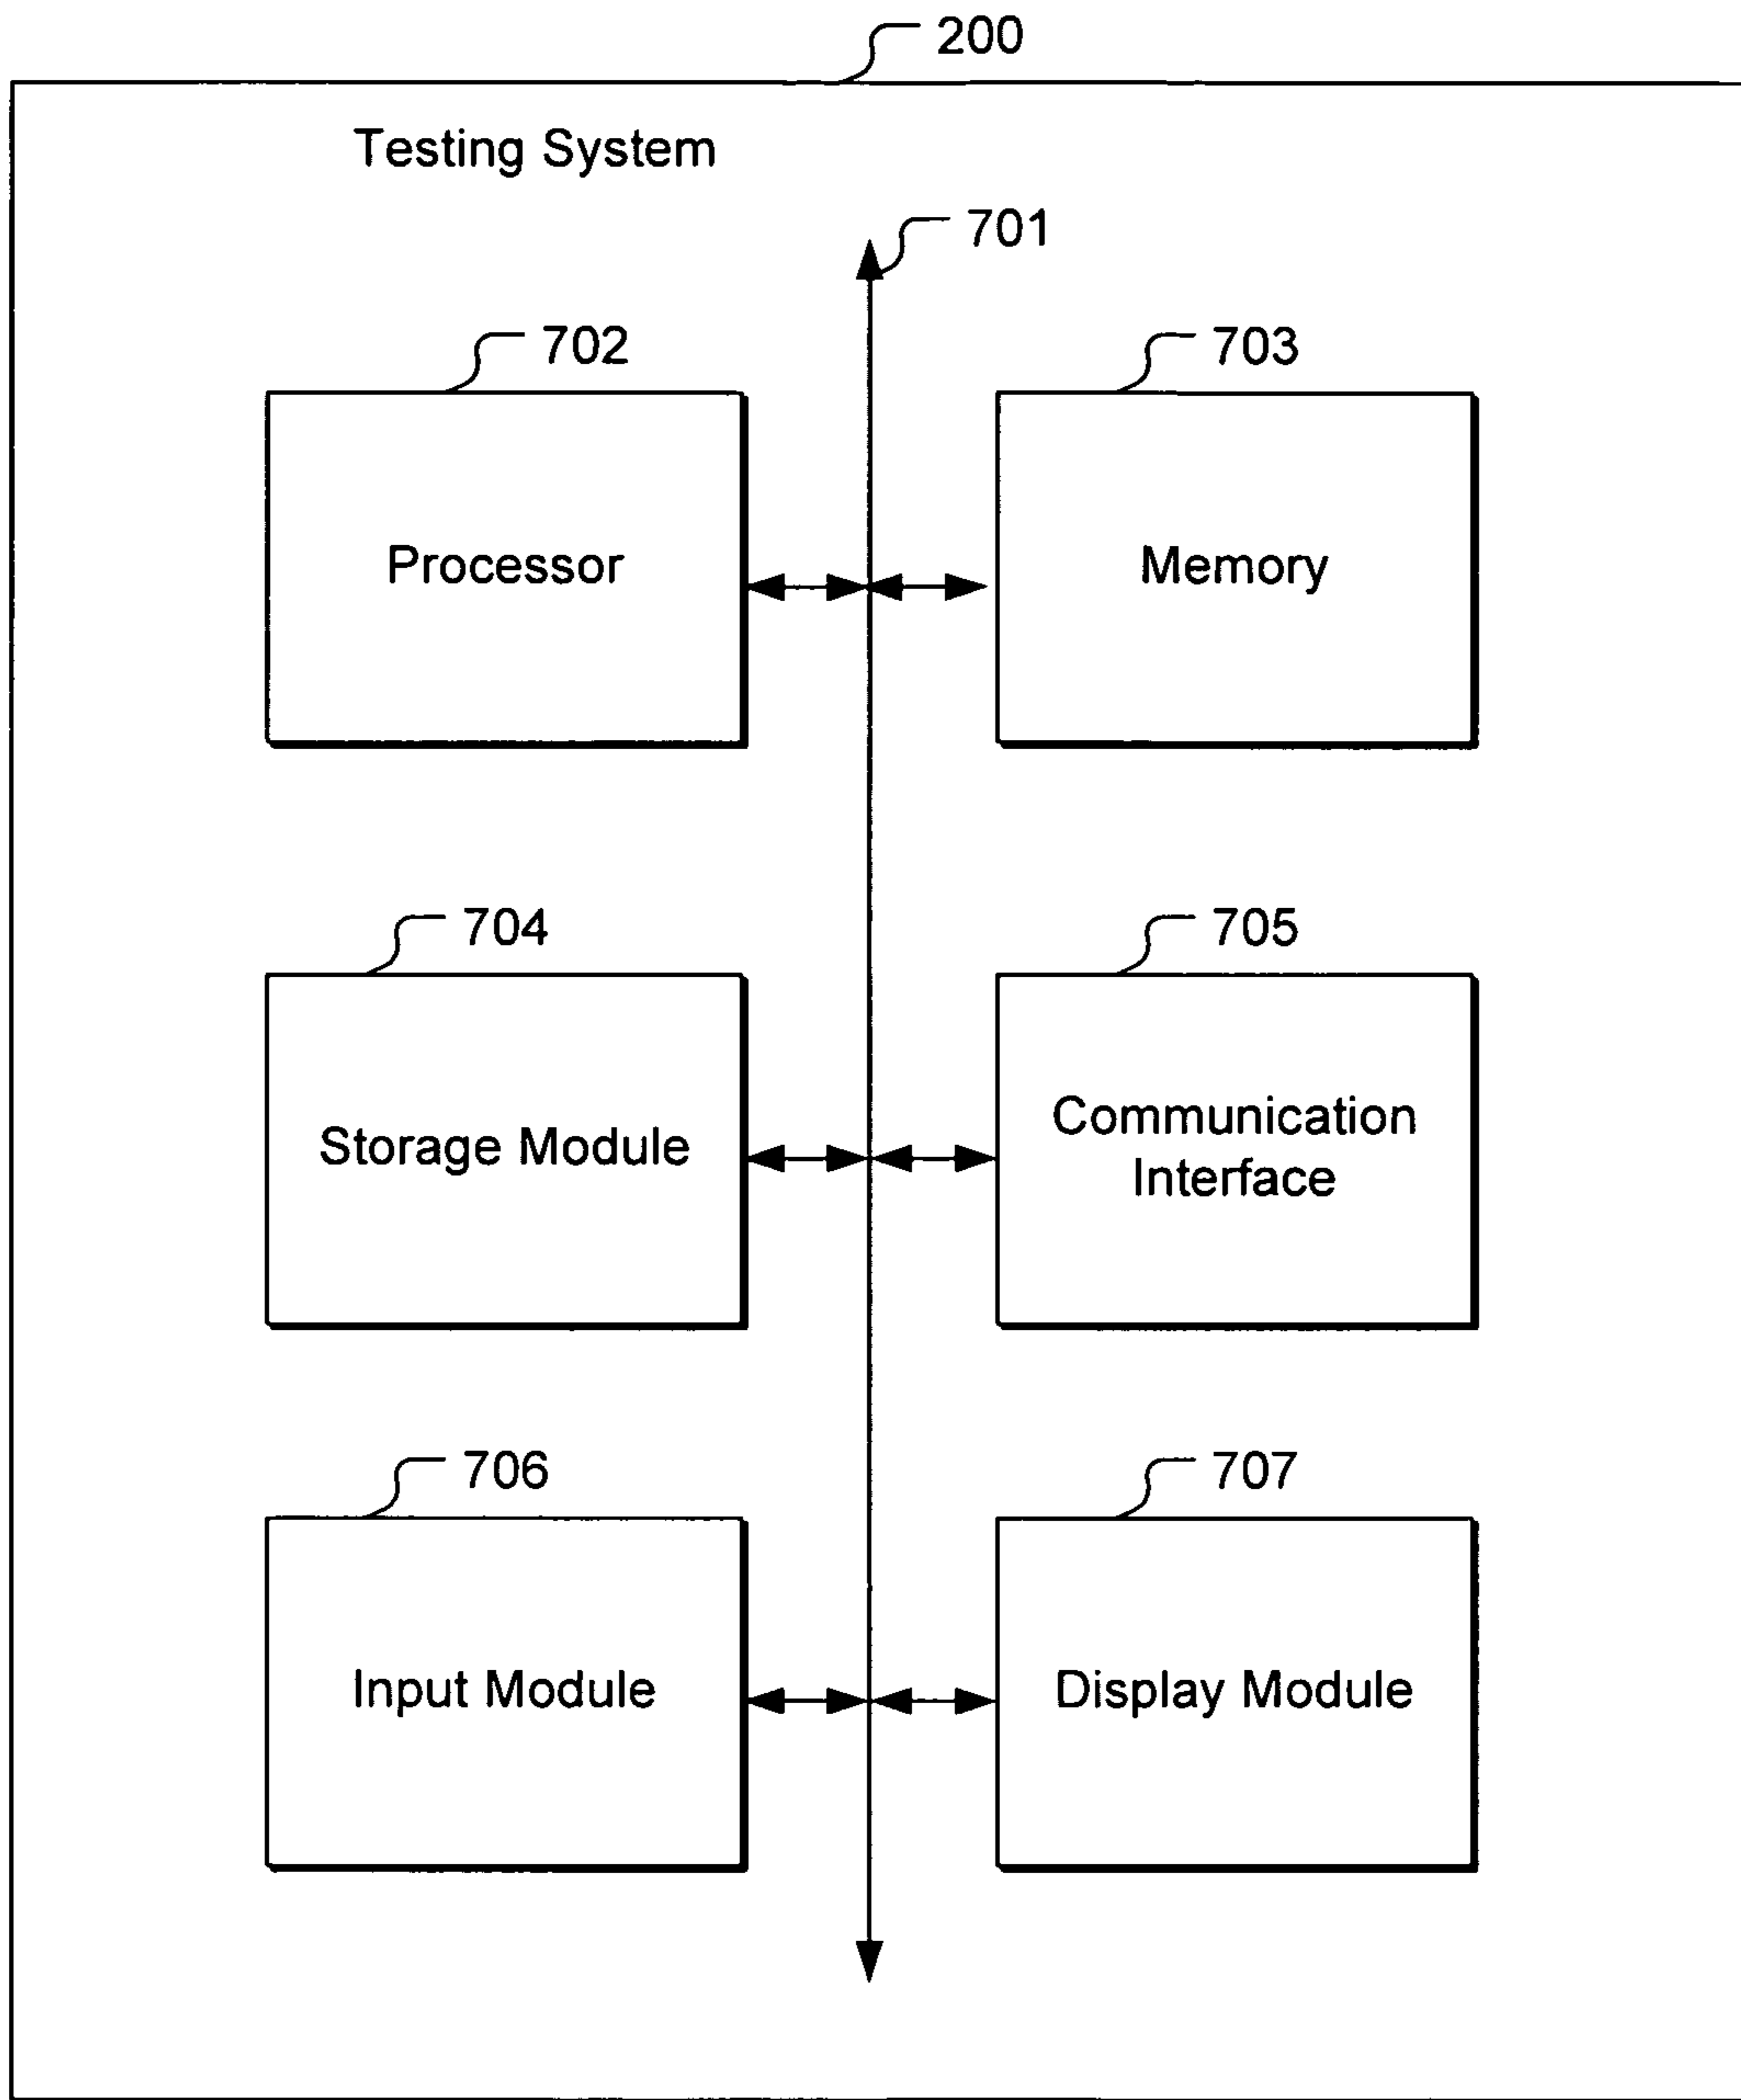 200
Testing System
701
702
703
Processor
Memory
704
705
Storage Module
Communication
Interface
706
707
Input Module
Display Module